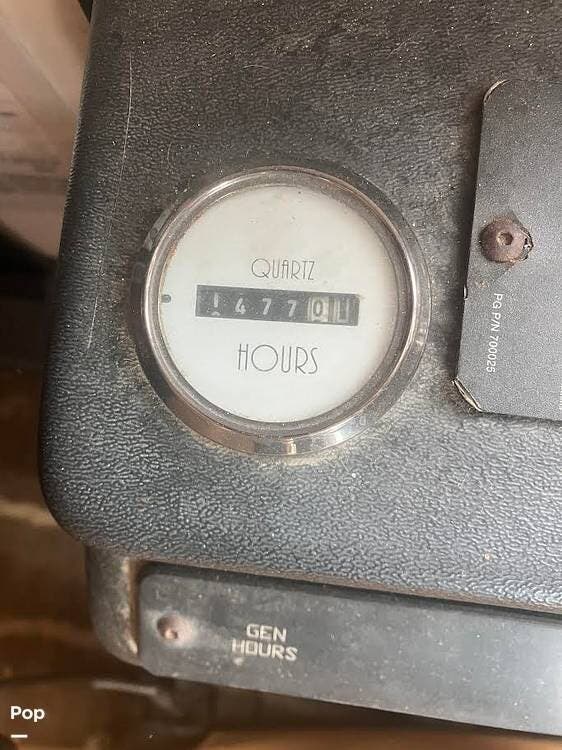 QUARTZ
147701
HOURS
PG P/N 700025
GEN
HOURS
Pop